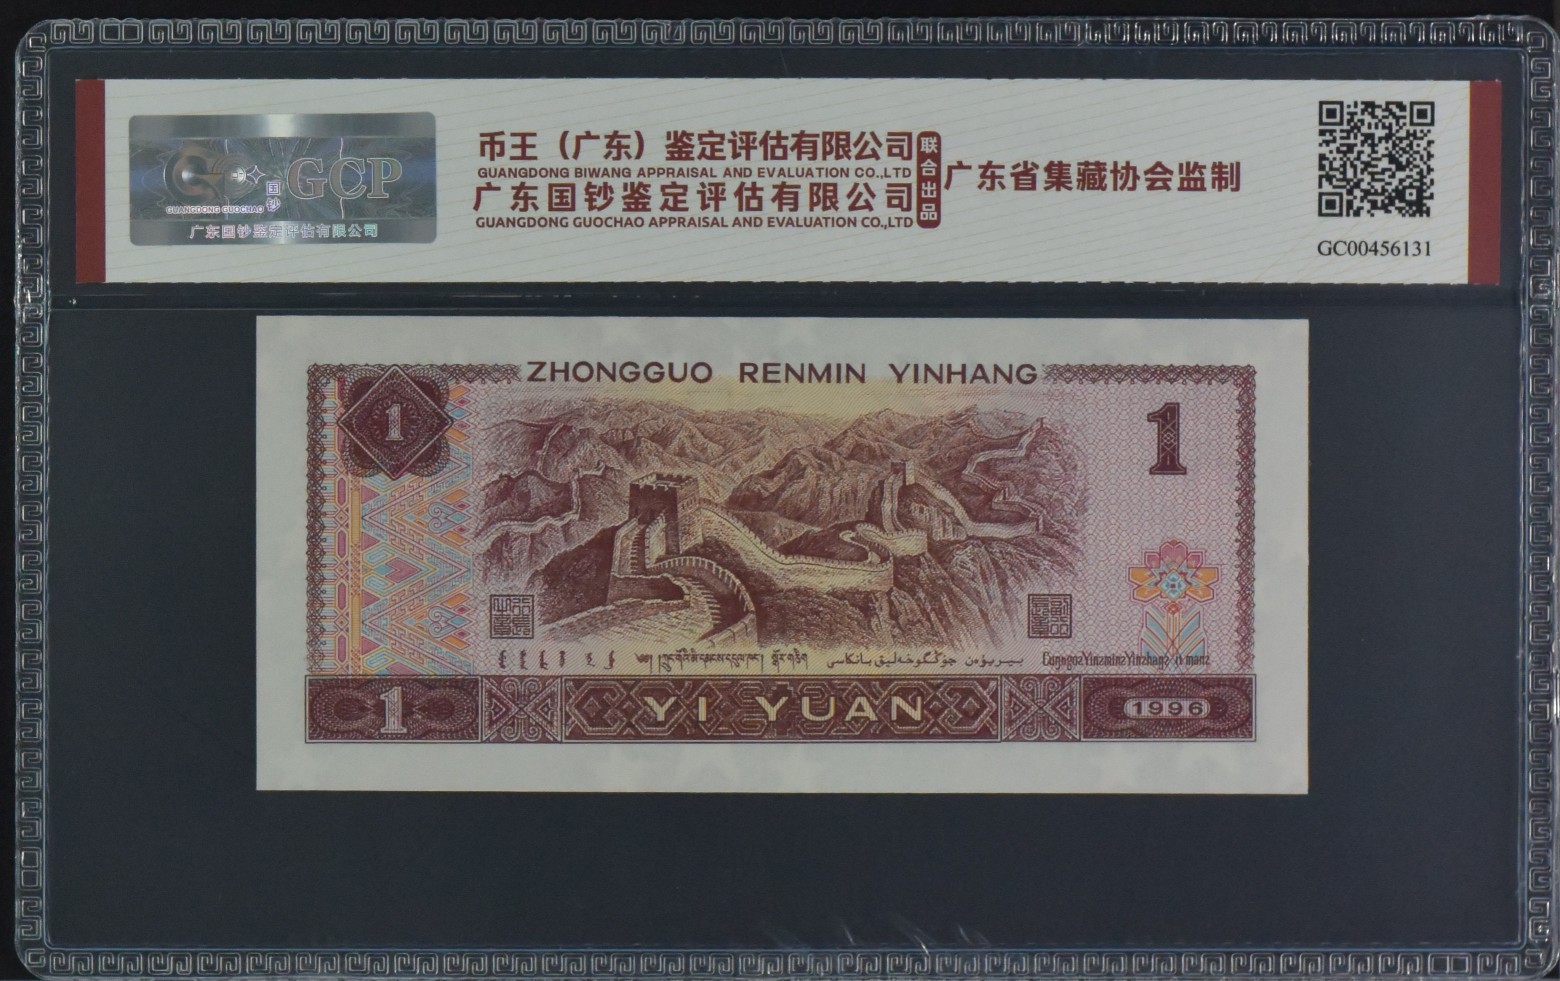 GCP
国钞
GUANGDONG GUOCHAO
广东国钞鉴定评估有限公司
币王（广东）鉴定评估有限公司
GUANGDONG BIWANG APPRAISAL AND EVALUATION CO.,LTD
广东国钞鉴定评估有限公司
GUANGDONG GUOCHAO APPRAISAL AND EVALUATION CO.,LTD
联合出品
广东省集藏协会监制
GC00456131
ZHONGGUO RENMIN YINHANG
1
1
1
YI YUAN
1996